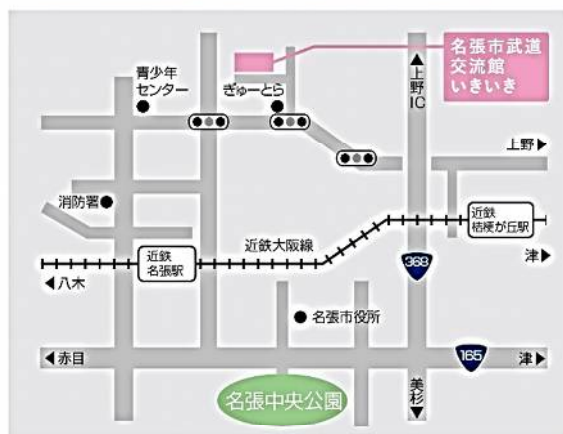 名張市武道
交流館
いきいき
青少年
センター
ぎゅーとら
▲上野IC
上野▶
消防署
近鉄
名張駅
近鉄大阪線
近鉄
桔梗が丘駅
◀八木
津▶
368
名張市役所
◀赤目
165
津▶
美杉▼
名張中央公園